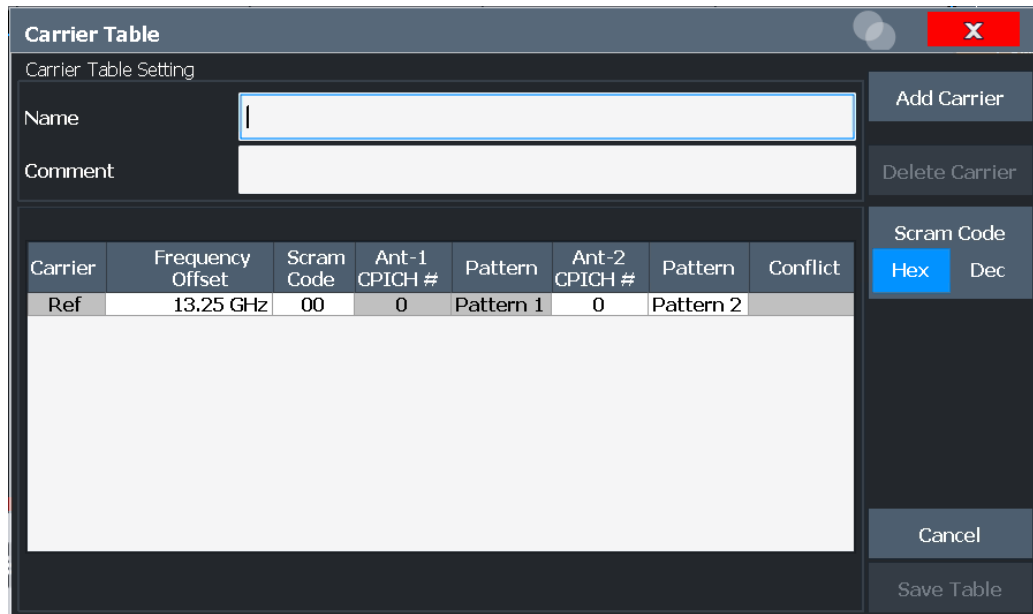 Carrier Table
X
Carrier Table Setting
Name
Comment
Add Carrier
Delete Carrier
Scram Code
Hex Dec
Carrier Frequency Offset Scram Code Ant-1 CPICH # Pattern Ant-2 CPICH # Pattern Conflict
Ref 13.25 GHz 00 0 Pattern 1 0 Pattern 2
Cancel
Save Table